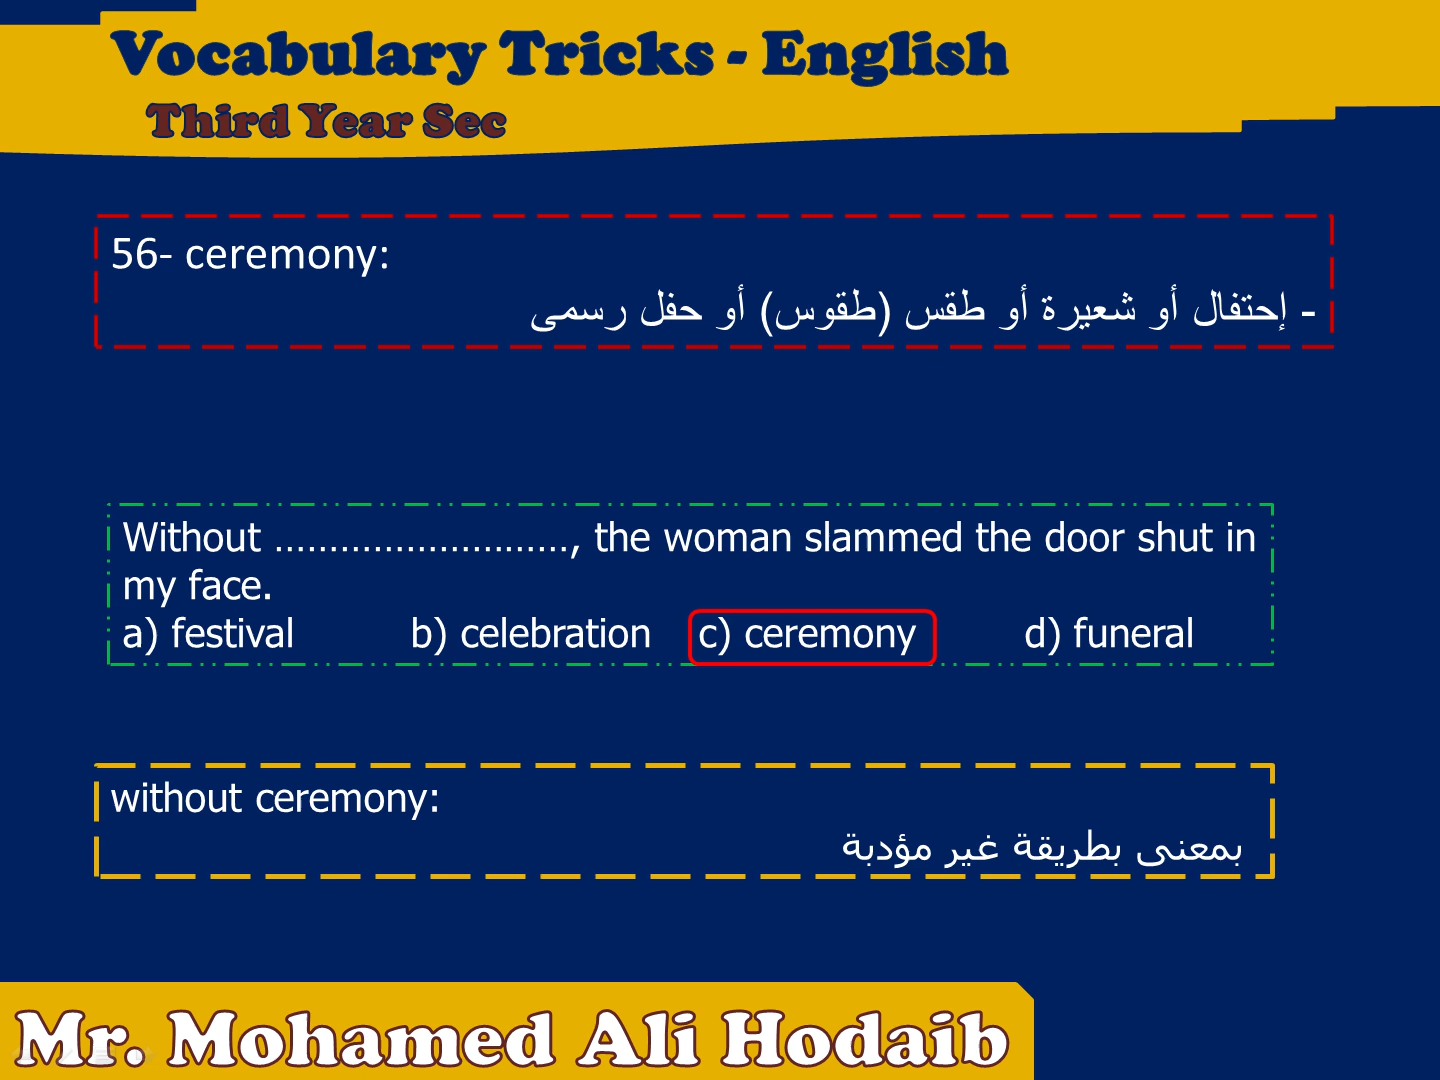 Vocabulary Tricks - English
Third Year Sec
56- ceremony:
- إحتفال أو شعيرة أو طقس (طقوس) أو حفل رسمى
Without ………………………, the woman slammed the door shut in
my face.
a) festival b) celebration c) ceremony d) funeral
without ceremony:
بمعنى بطريقة غير مؤدبة
Mr. Mohamed Ali Hodaib